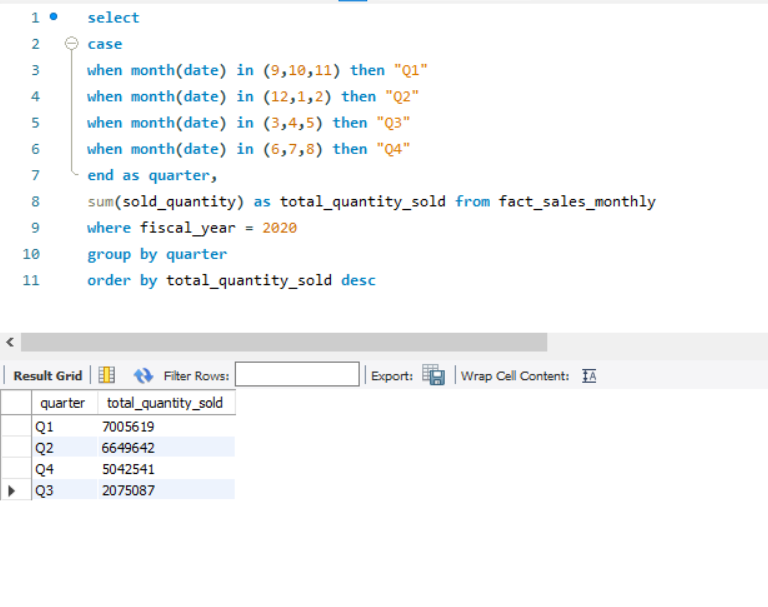 1 select
2 case
3 when month(date) in (9,10,11) then "Q1"
4 when month(date) in (12,1,2) then "Q2"
5 when month(date) in (3,4,5) then "Q3"
6 when month(date) in (6,7,8) then "Q4"
7 end as quarter,
8 sum(sold_quantity) as total_quantity_sold from fact_sales_monthly
9 where fiscal_year = 2020
10 group by quarter
11 order by total_quantity_sold desc
Result Grid Filter Rows: Export: Wrap Cell Content:
quarter total_quantity_sold
Q1 7005619
Q2 6649642
Q4 5042541
Q3 2075087